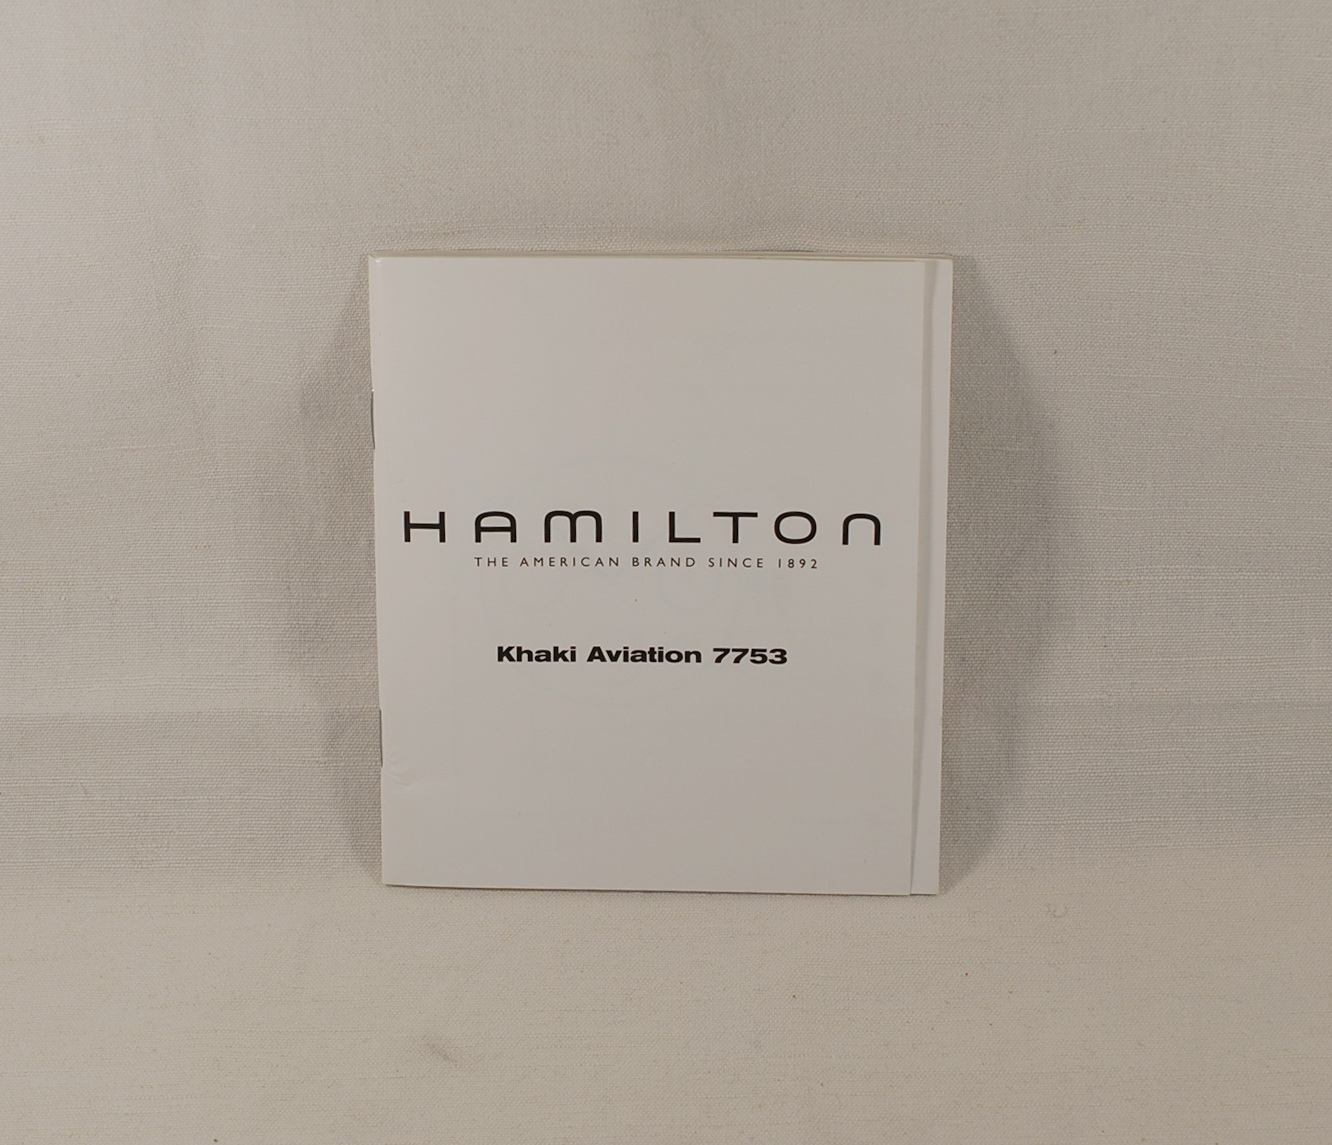 HAMILTON
THE AMERICAN BRAND SINCE 1892
Khaki Aviation 7753